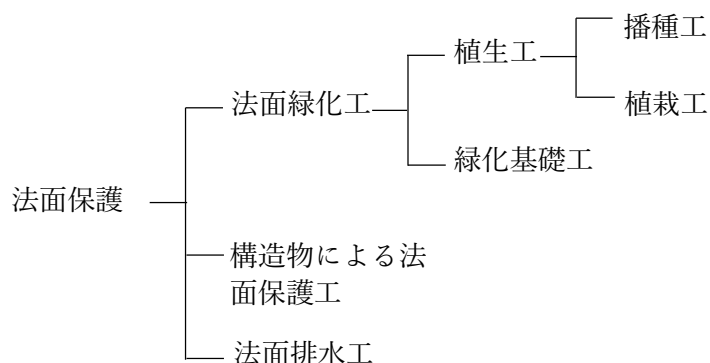 播種工
植生工
植栽工
法面緑化工
緑化基礎工
法面保護
構造物による法
面保護工
法面排水工